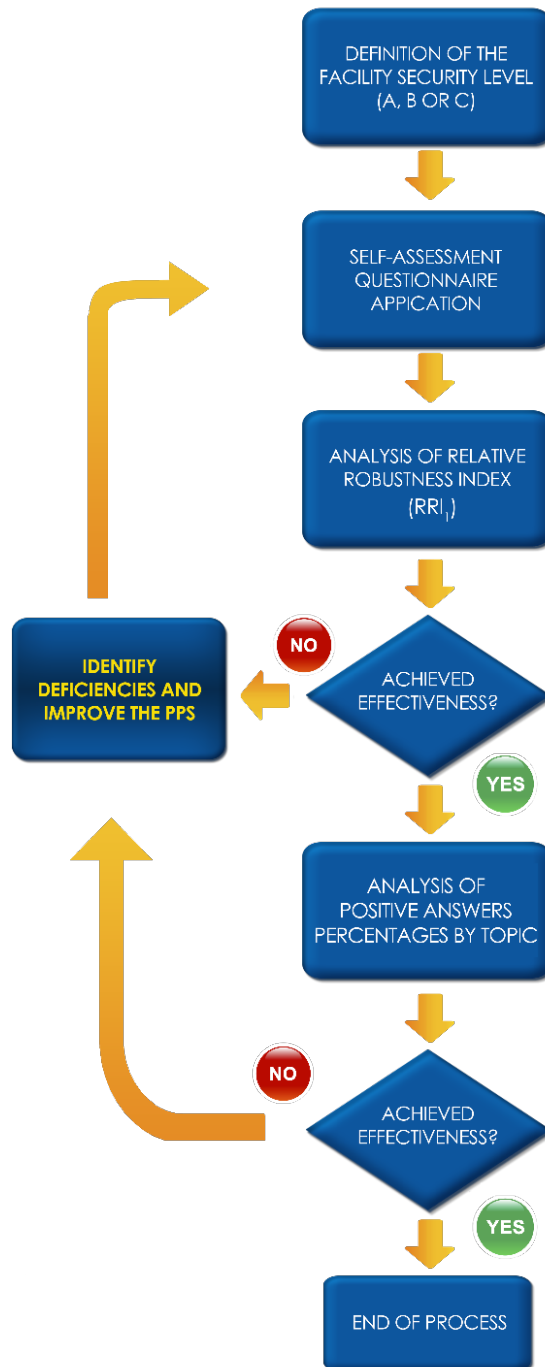 DEFINITION OF THE
FACILITY SECURITY LEVEL
(A, B OR C)
SELF-ASSESSMENT
QUESTIONNAIRE
APPICATION
ANALYSIS OF RELATIVE
ROBUSTNESS INDEX
(RRI₁)
NO
ACHIEVED
EFFECTIVENESS?
IDENTIFY
DEFICIENCIES AND
IMPROVE THE PPS
YES
ANALYSIS OF
POSITIVE ANSWERS
PERCENTAGES BY TOPIC
NO
ACHIEVED
EFFECTIVENESS?
YES
END OF PROCESS